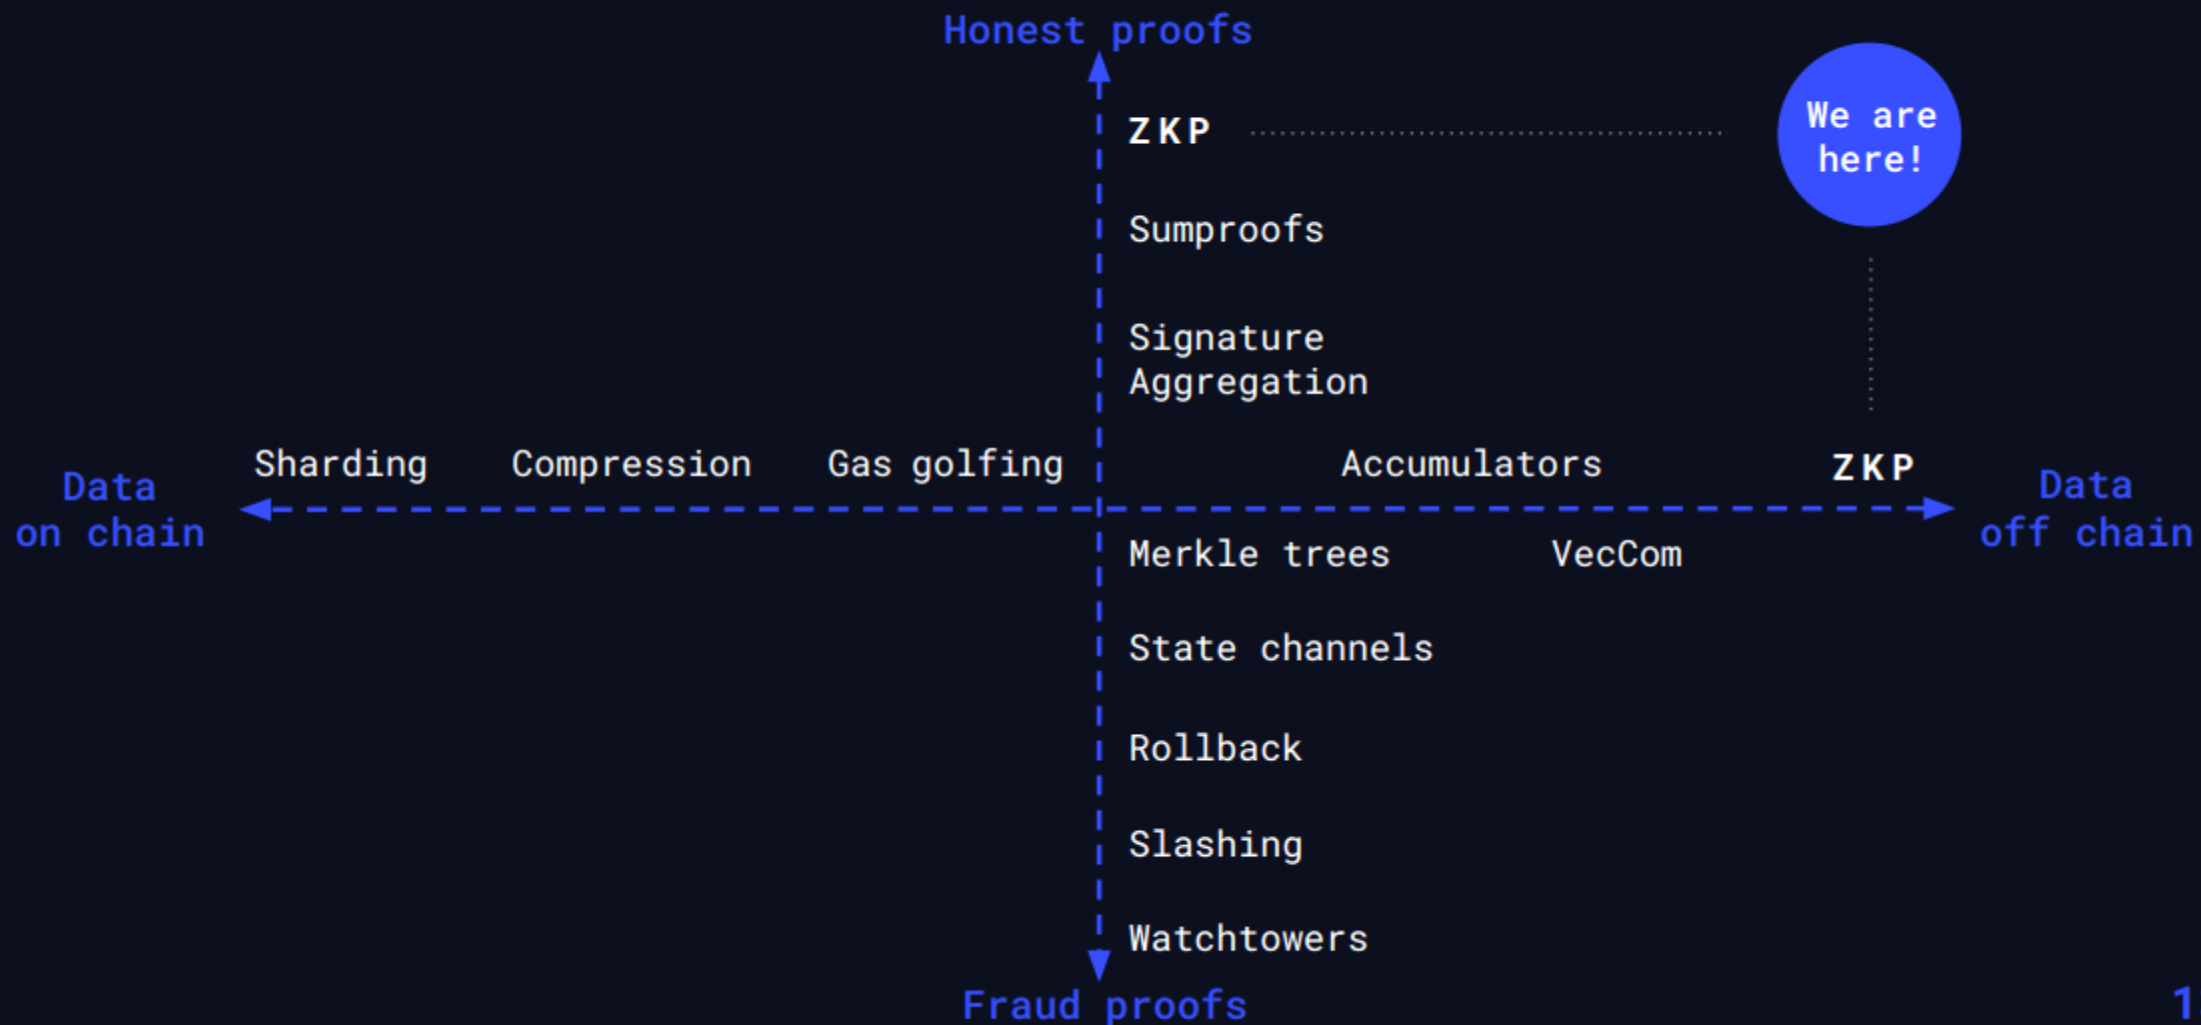 Honest proofs
ZKP
We are
here!
Sumproofs
Signature
Aggregation
Sharding
Compression
Gas golfing
Accumulators
ZKP
Data
on chain
Data
off chain
Merkle trees
VecCom
State channels
Rollback
Slashing
Watchtowers
Fraud proofs
1